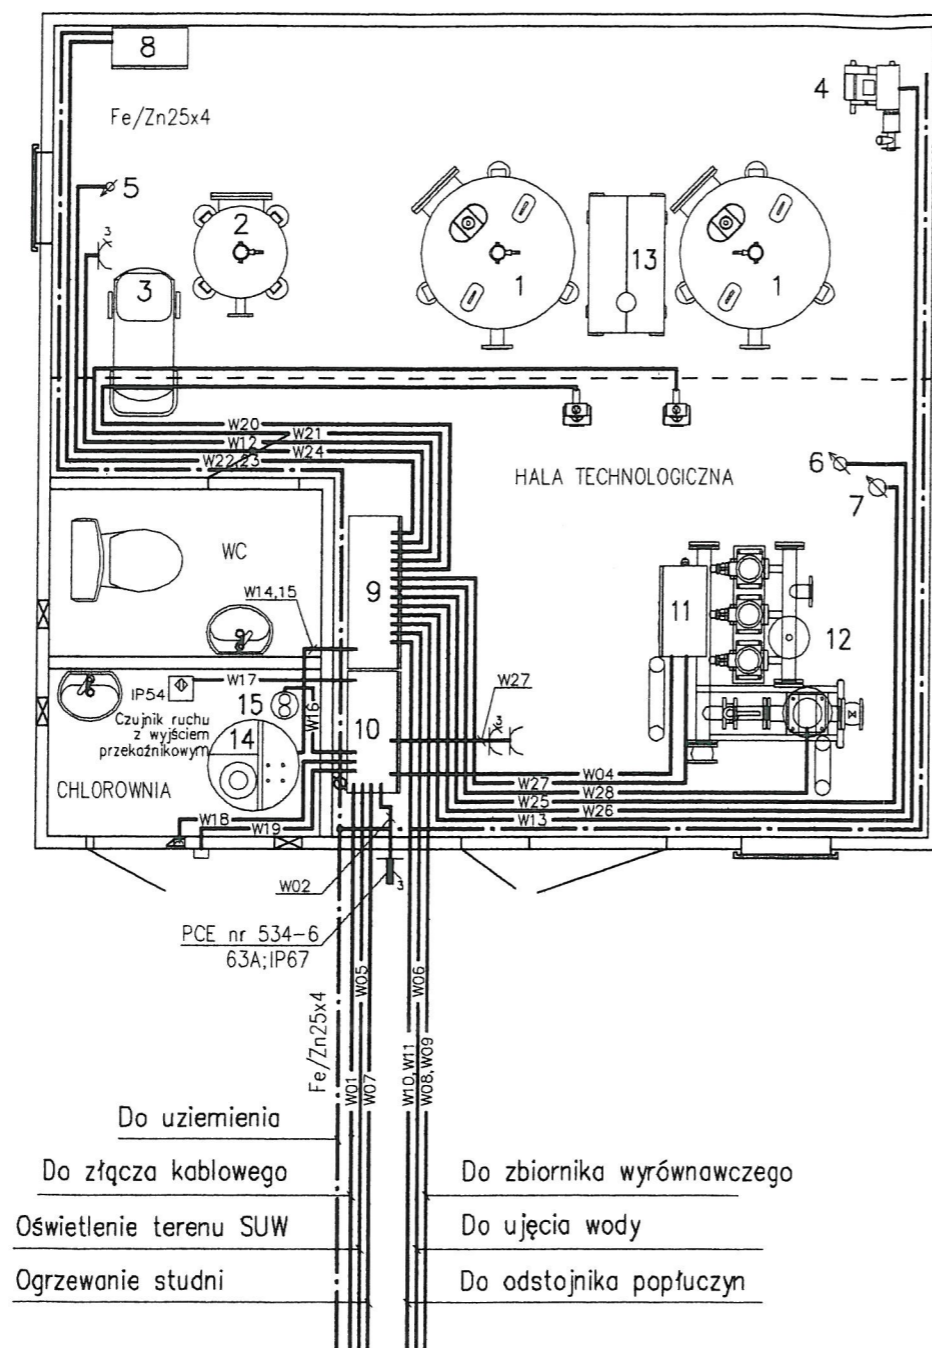 8
4
Fe/Zn25x4
5
2
3
3
1
13
1
W20
W21
W12
W24
W22,23
6
7
HALA TECHNOLOGICZNA
WC
9
11
12
W14,15
W17
IP54
Czujnik ruchu
z wyjściem
przekaźnikowym
15
W16
14
10
W27
3
CHLOROWNIA
W04
W27
W28
W25
W26
W13
W18
W19
W02
3
PCE nr 534-6
63A;IP67
W05
W06
Fe/Zn25x4
W01
W07
W10,W11
W08,W09
Do uziemienia
Do złącza kablowego
Do zbiornika wyrównawczego
Oświetlenie terenu SUW
Do ujęcia wody
Ogrzewanie studni
Do odstojnika popłuczyn